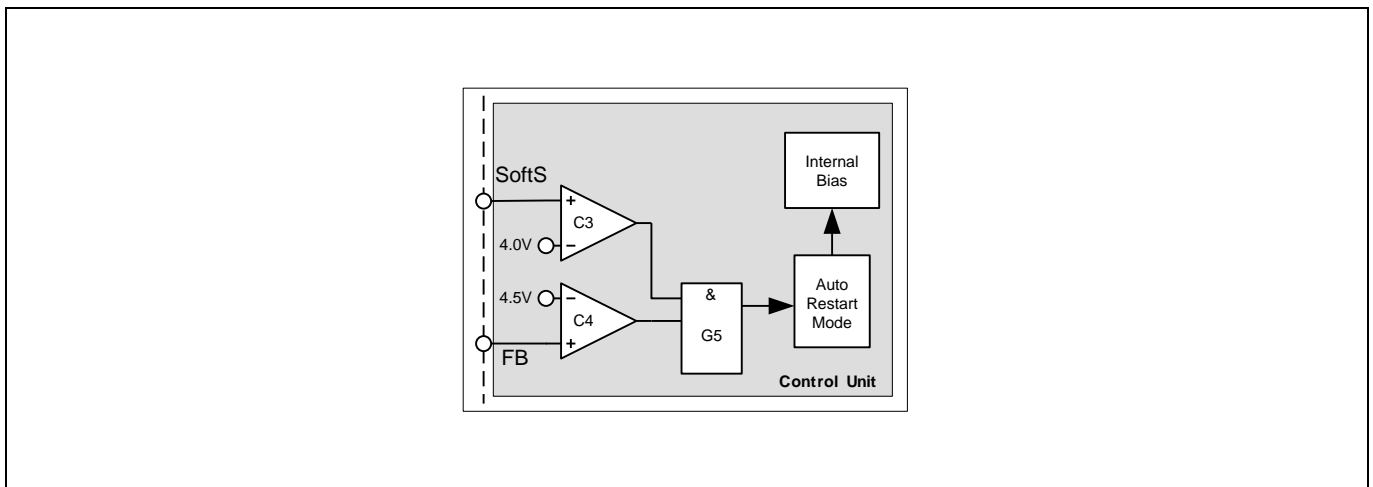 Internal
Bias
SoftS
+
C3
4.0V
−
&
Auto
Restart
Mode
4.5V
−
C4
G5
+
FB
Control Unit